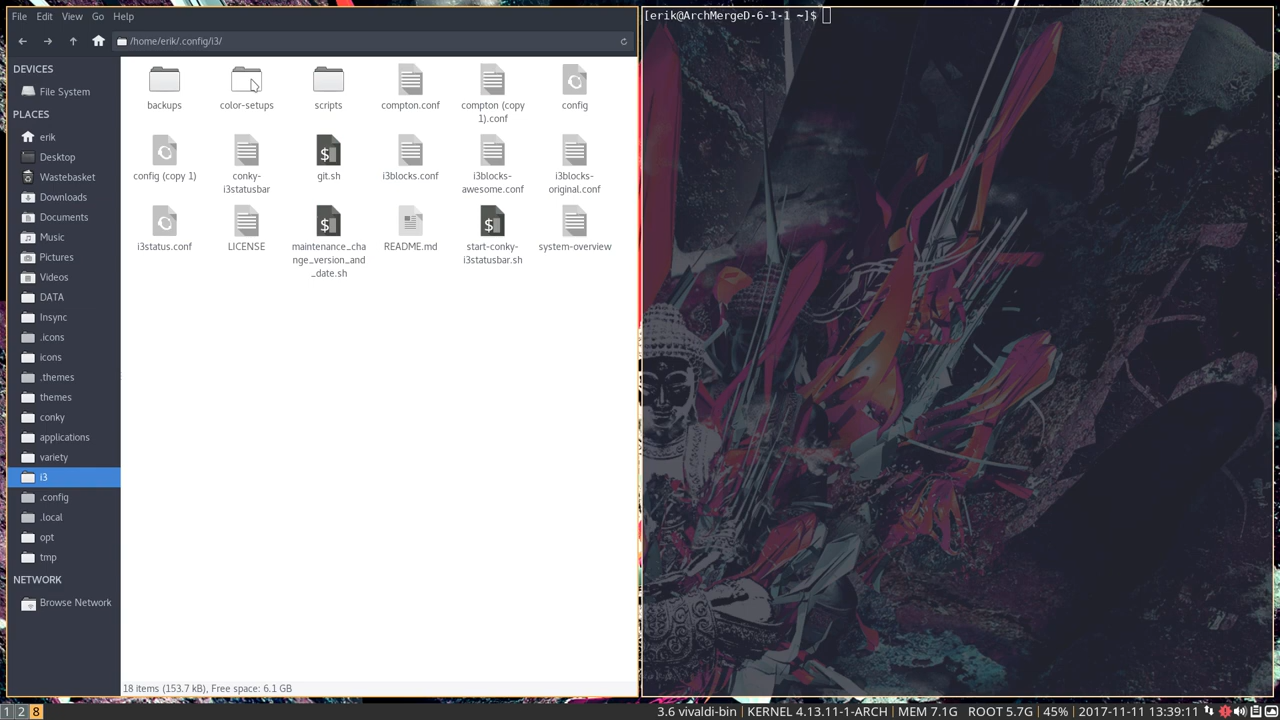 File Edit View Go Help
/home/erik/.config/i3/
DEVICES
File System
PLACES
erik
Desktop
Wastebasket
Downloads
Documents
Music
Pictures
Videos
DATA
Insync
.icons
icons
.themes
themes
conky
applications
variety
i3
.config
.local
opt
tmp
NETWORK
Browse Network
backups
color-setups
scripts
compton.conf
compton (copy
1).conf
config
config (copy 1)
conky-
i3statusbar
git.sh
i3blocks.conf
i3blocks-
awesome.conf
i3blocks-
original.conf
i3status.conf
LICENSE
maintenance_cha
nge_version_and
_date.sh
README.md
start-conky-
i3statusbar.sh
system-overview
18 items (153.7 kB), Free space: 6.1 GB
[erik@ArchMergeD-6-1-1 ~]$
1 2 8
3.6 vivaldi-bin | KERNEL 4.13.11-1-ARCH | MEM 7.1G ROOT 5.7G | 45% | 2017-11-11 13:39:11